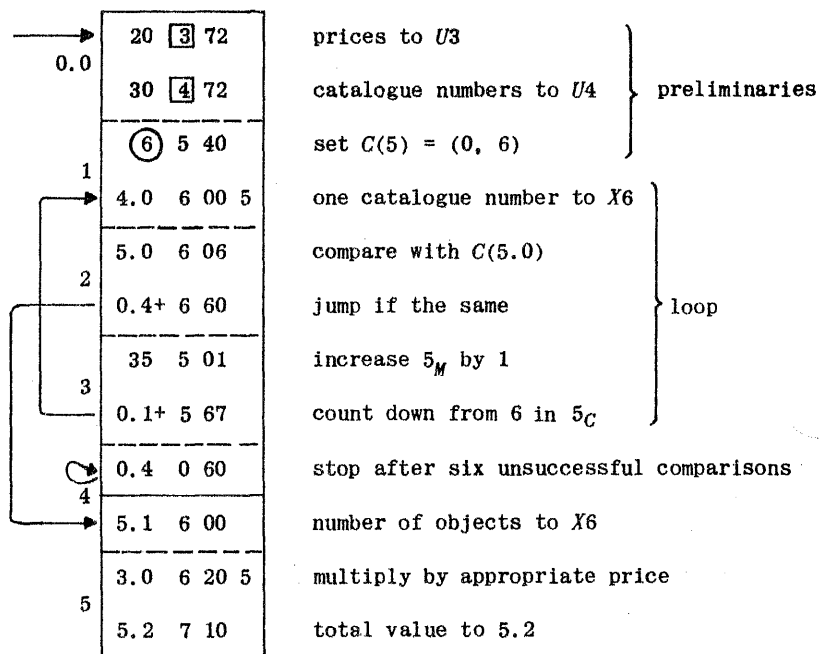 20 3 72 prices to U3
0.0
30 4 72 catalogue numbers to U4
preliminaries
6 5 40 set C(5) = (0, 6)
1
4.0 6 00 5 one catalogue number to X6
5.0 6 06 compare with C(5.0)
2
0.4+ 6 60 jump if the same
loop
35 5 01 increase 5M by 1
3
0.1+ 5 67 count down from 6 in 5C
0.4 0 60 stop after six unsuccessful comparisons
4
5.1 6 00 number of objects to X6
3.0 6 20 5 multiply by appropriate price
5
5.2 7 10 total value to 5.2